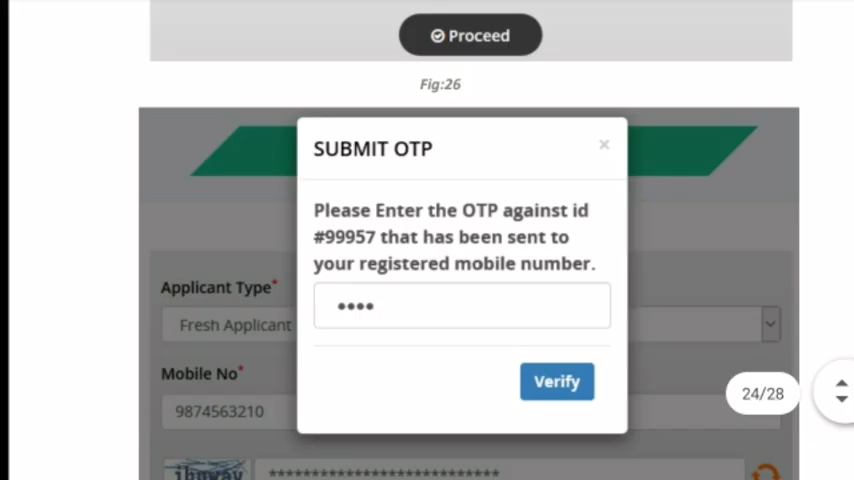 Proceed
Fig:26
SUBMIT OTP
×
Please Enter the OTP against id
#99957 that has been sent to
your registered mobile number.
••••
Verify
Applicant Type*
Fresh Applicant
Mobile No*
9874563210
***************************
24/28